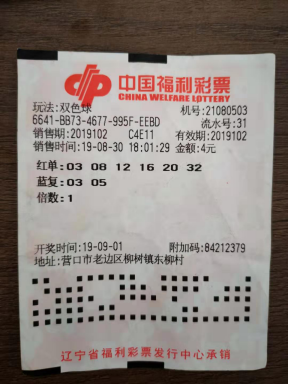 中国福利彩票
CHINA WELFARE LOTTERY
玩法:双色球 机号:21080503
6641-BB73-4677-995F-EEBD 流水号:31
销售期:2019102 C4E11 有效期:2019102
销售时间:19-08-30 18:01:29 金额:4元
红单:03 08 12 16 20 32
蓝复:03 05
倍数:1
开奖时间:19-09-01 附加码:84212379
地址:营口市老边区柳树镇东柳村
辽宁省福利彩票发行中心承销